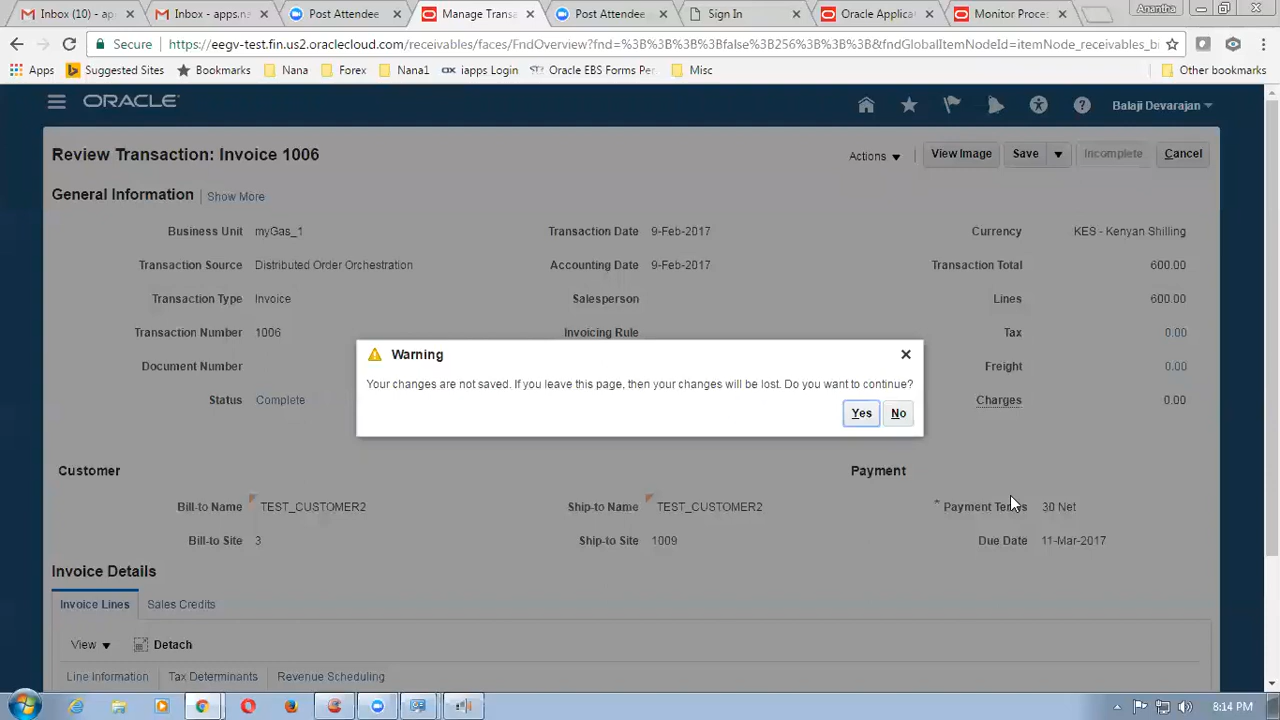 Inbox (10) - ap
Inbox - apps.na
Post Attendee
Manage Transa
Post Attendee
Sign In
Oracle Applica
Monitor Proce
Anantha
Secure
https://eegv-test.fin.us2.oraclecloud.com/receivables/faces/FndOverview?fnd=%3B%3B%3B%3Bfalse%3B256%3B%3B%3B&fndGlobalItemNodeId=itemNode_receivables_bi
Apps
Suggested Sites
Bookmarks
Nana
Forex
Nana1
iapps Login
Oracle EBS Forms Per
Misc
Other bookmarks
ORACLE
Balaji Devarajan
Review Transaction: Invoice 1006
Actions
View Image
Save
Incomplete
Cancel
General Information
Show More
Business Unit myGas_1
Transaction Date 9-Feb-2017
Currency KES - Kenyan Shilling
Transaction Source Distributed Order Orchestration
Accounting Date 9-Feb-2017
Transaction Total 600.00
Transaction Type Invoice
Salesperson
Lines 600.00
Transaction Number 1006
Invoicing Rule
Tax 0.00
Document Number
Freight 0.00
Status Complete
Charges 0.00
Warning
Your changes are not saved. If you leave this page, then your changes will be lost. Do you want to continue?
Yes
No
Customer
Payment
Bill-to Name TEST_CUSTOMER2
Ship-to Name TEST_CUSTOMER2
* Payment Terms 30 Net
Bill-to Site 3
Ship-to Site 1009
Due Date 11-Mar-2017
Invoice Details
Invoice Lines
Sales Credits
View
Detach
Line Information
Tax Determinants
Revenue Scheduling
8:14 PM